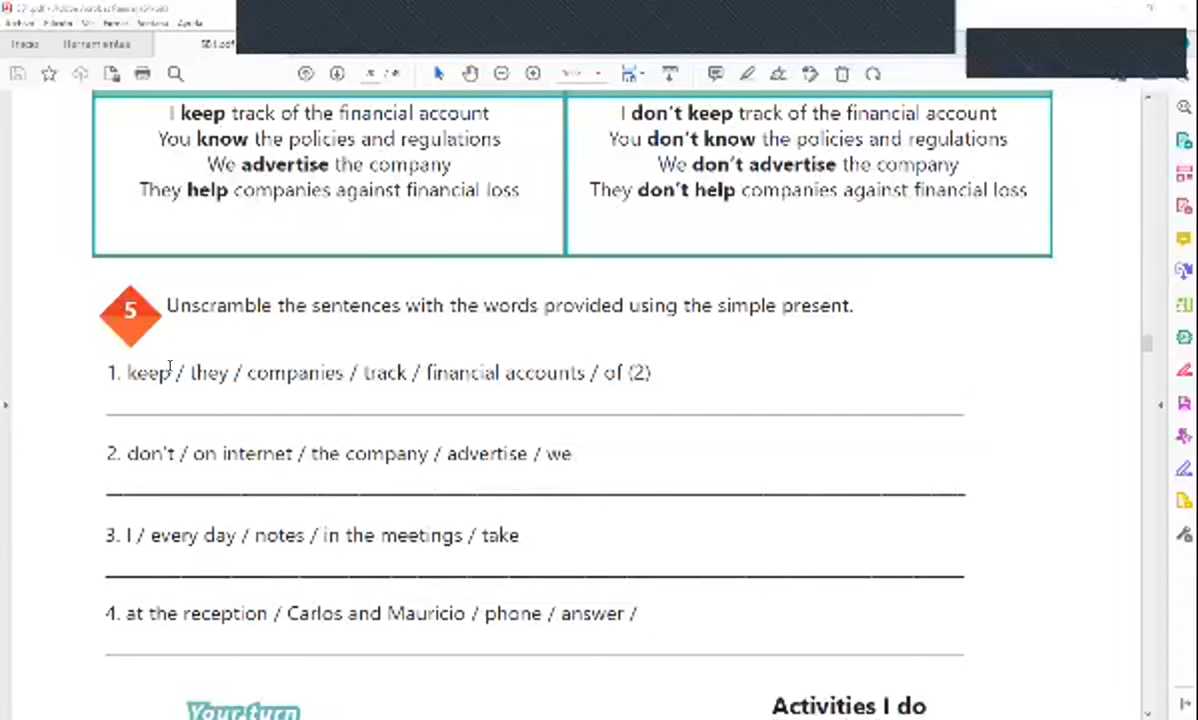 Inicio Herramientas
I keep track of the financial account
You know the policies and regulations
We advertise the company
They help companies against financial loss
I don't keep track of the financial account
You don't know the policies and regulations
We don't advertise the company
They don't help companies against financial loss
5 Unscramble the sentences with the words provided using the simple present.
1. keep / they / companies / track / financial accounts / of (2)
2. don't / on internet / the company / advertise / we
3. I / every day / notes / in the meetings / take
4. at the reception / Carlos and Mauricio / phone / answer /
Your turn
Activities I do